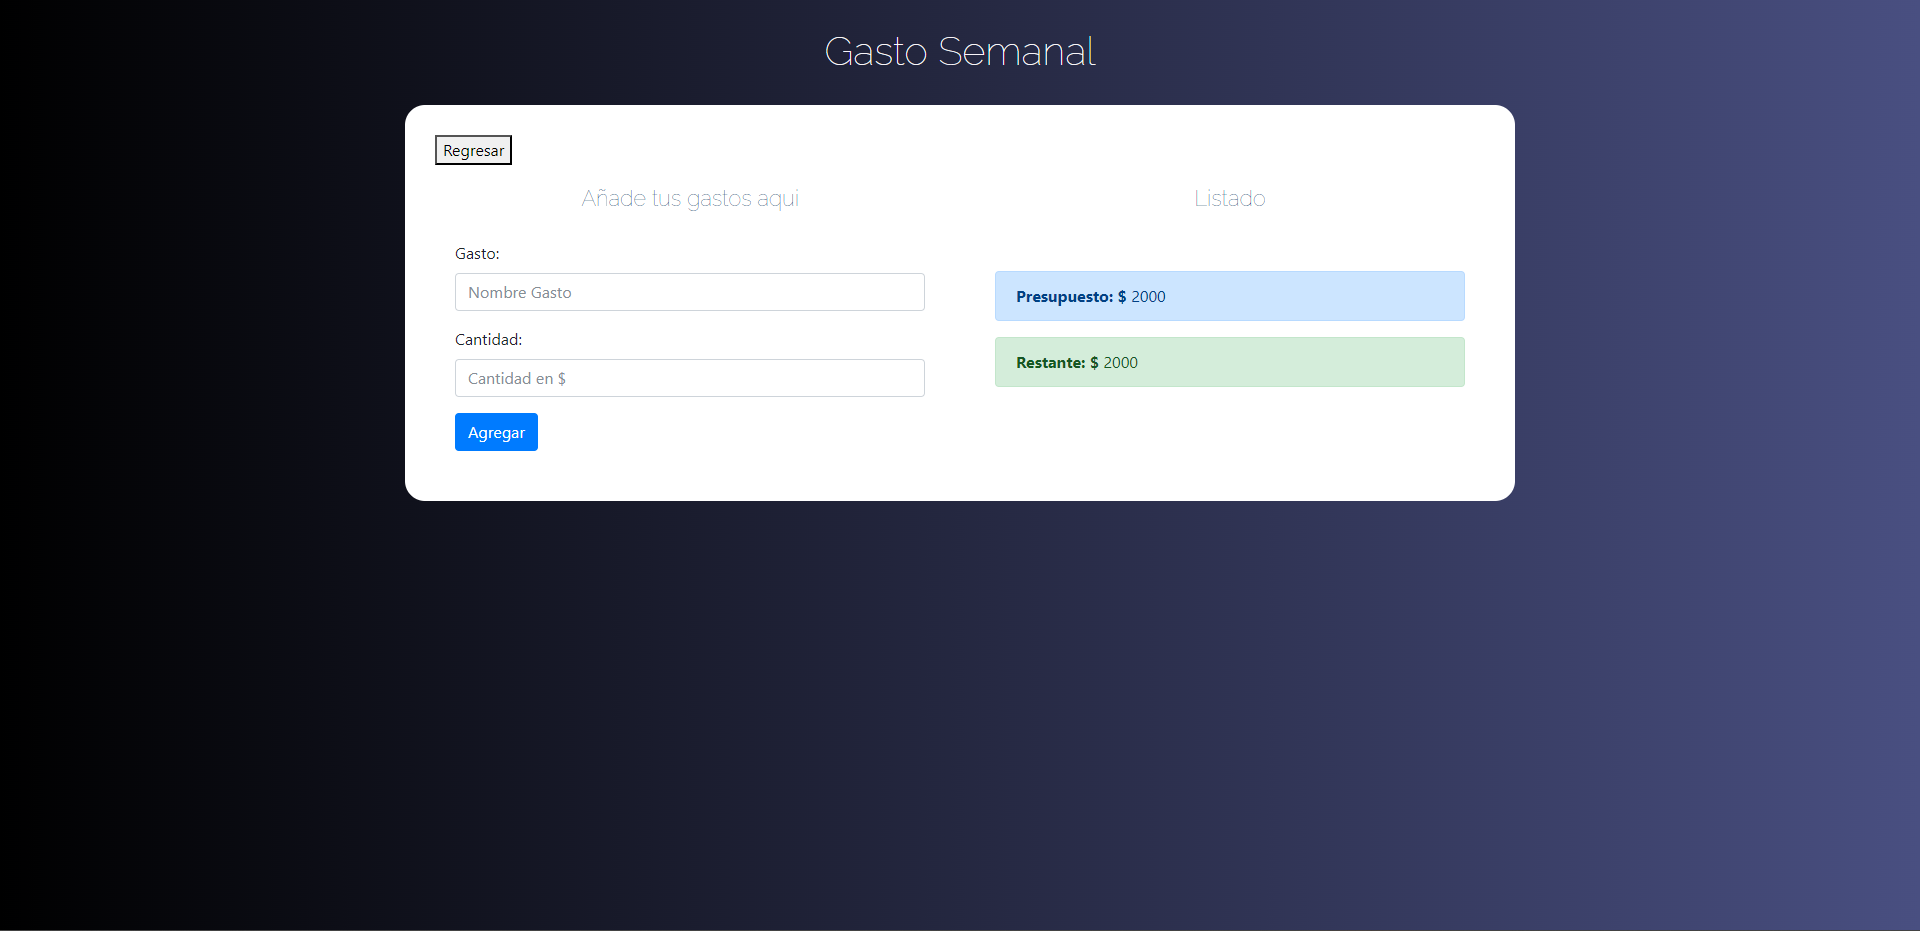 Gasto Semanal
Regresar
Añade tus gastos aqui
Gasto:
Nombre Gasto
Cantidad:
Cantidad en $
Agregar
Listado
Presupuesto: $ 2000
Restante: $ 2000